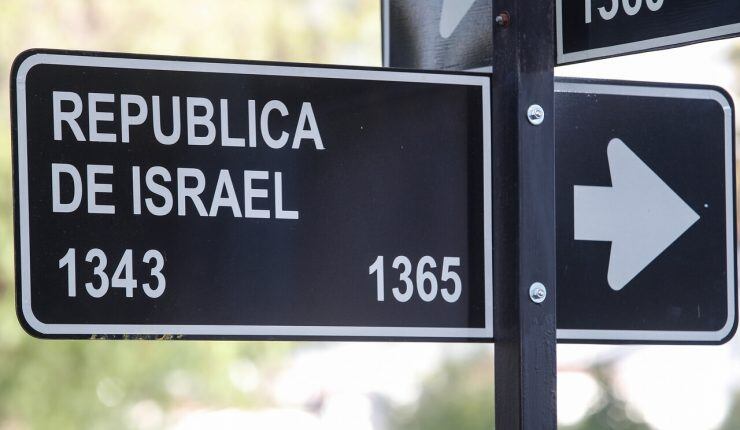 REPUBLICA
DE ISRAEL
1343 1365